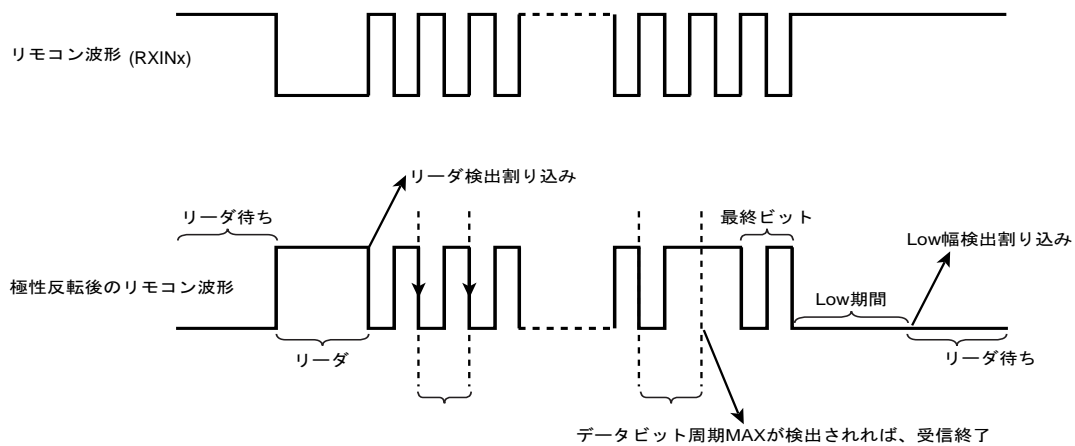 リモコン波形 (RXINx)
リーダ検出割り込み
リーダ待ち
最終ビット
Low幅検出割り込み
極性反転後のリモコン波形
Low期間
リーダ
リーダ待ち
データビット周期MAXが検出されれば、受信終了